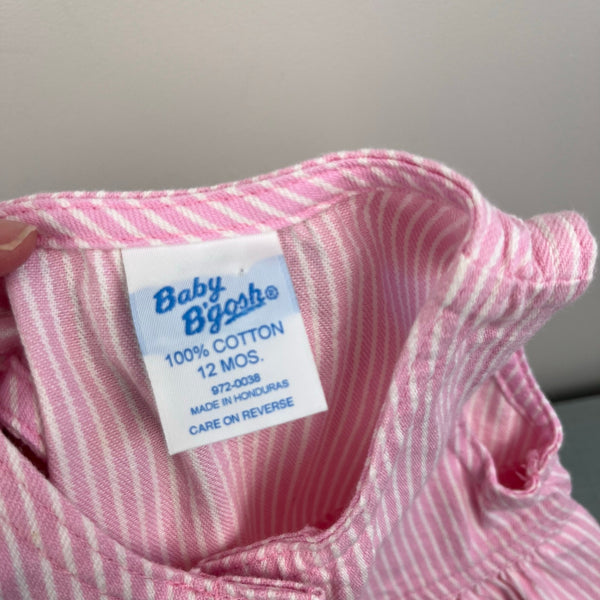 Baby
B'gosh®
100% COTTON
12 MOS.
972-0038
MADE IN HONDURAS
CARE ON REVERSE